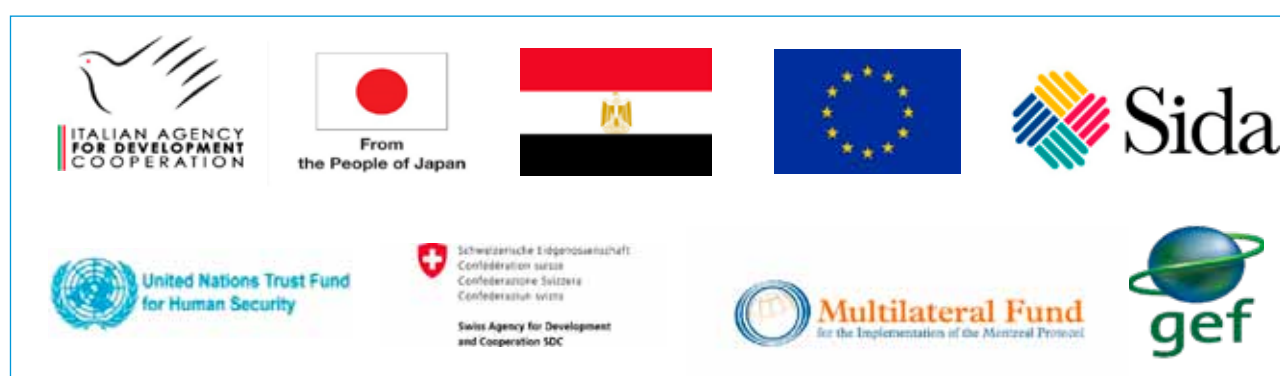 ITALIAN AGENCY
FOR DEVELOPMENT
COOPERATION
From
the People of Japan
Sida
United Nations Trust Fund
for Human Security
Schweizerische Eidgenossenschaft
Confédération suisse
Confederazione Svizzera
Confederaziun svizra
Swiss Agency for Development
and Cooperation SDC
Multilateral Fund
for the Implementation of the Montreal Protocol
gef